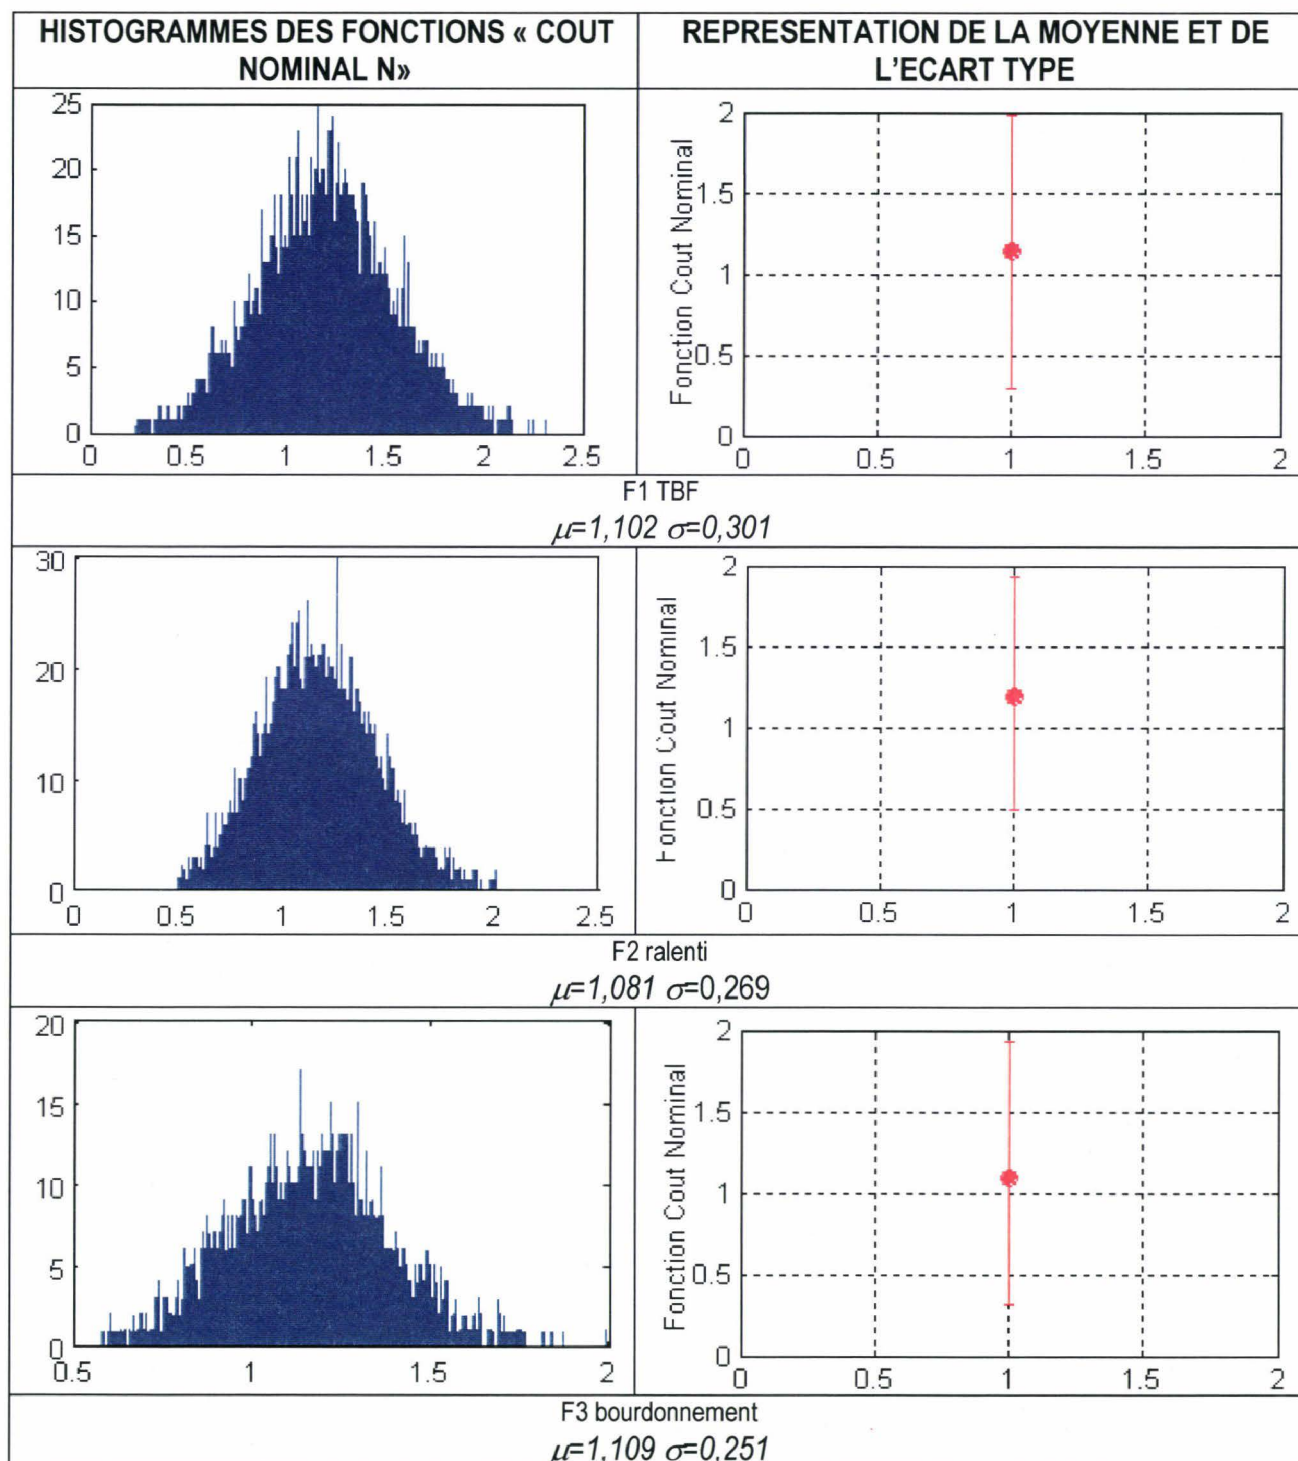 HISTOGRAMMES DES FONCTIONS « COUT
NOMINAL N»
REPRESENTATION DE LA MOYENNE ET DE
L'ECART TYPE
25
20
15
10
5
0
0 0.5 1 1.5 2 2.5
Fonction Cout Nominal
2
1.5
1
0.5
0
0 0.5 1 1.5 2
F1 TBF
μ=1,102 σ=0,301
30
20
10
0
0 0.5 1 1.5 2 2.5
Fonction Cout Nominal
2
1.5
1
0.5
0
0 0.5 1 1.5 2
F2 ralenti
μ=1,081 σ=0,269
20
15
10
5
0
0.5 1 1.5 2
Fonction Cout Nominal
2
1.5
1
0.5
0
0 0.5 1 1.5 2
F3 bourdonnement
μ=1,109 σ=0,251